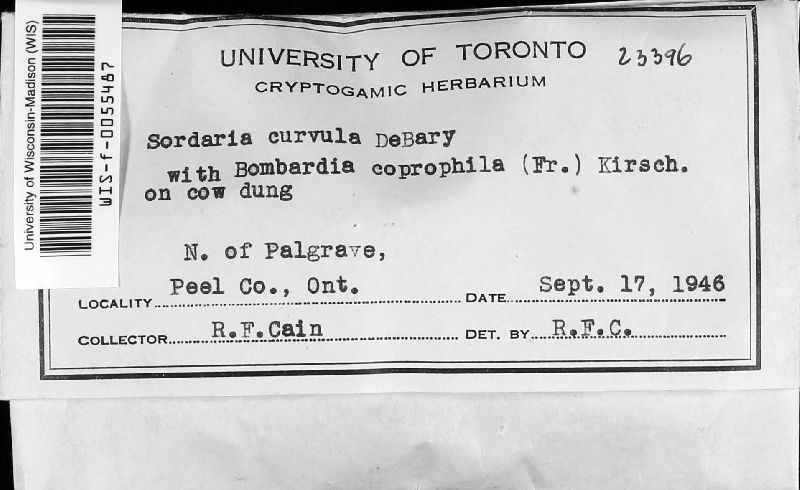 University of Wisconsin-Madison (WIS)
WIS-f-0055487
UNIVERSITY OF TORONTO 23396
CRYPTOGAMIC HERBARIUM
Sordaria curvula DeBary
with Bombardia coprophila (Fr.) Kirsch.
on cow dung
N. of Palgrave,
Peel Co., Ont.
LOCALITY
DATE Sept. 17, 1946
COLLECTOR R.F.Cain
DET. BY R.F.C.